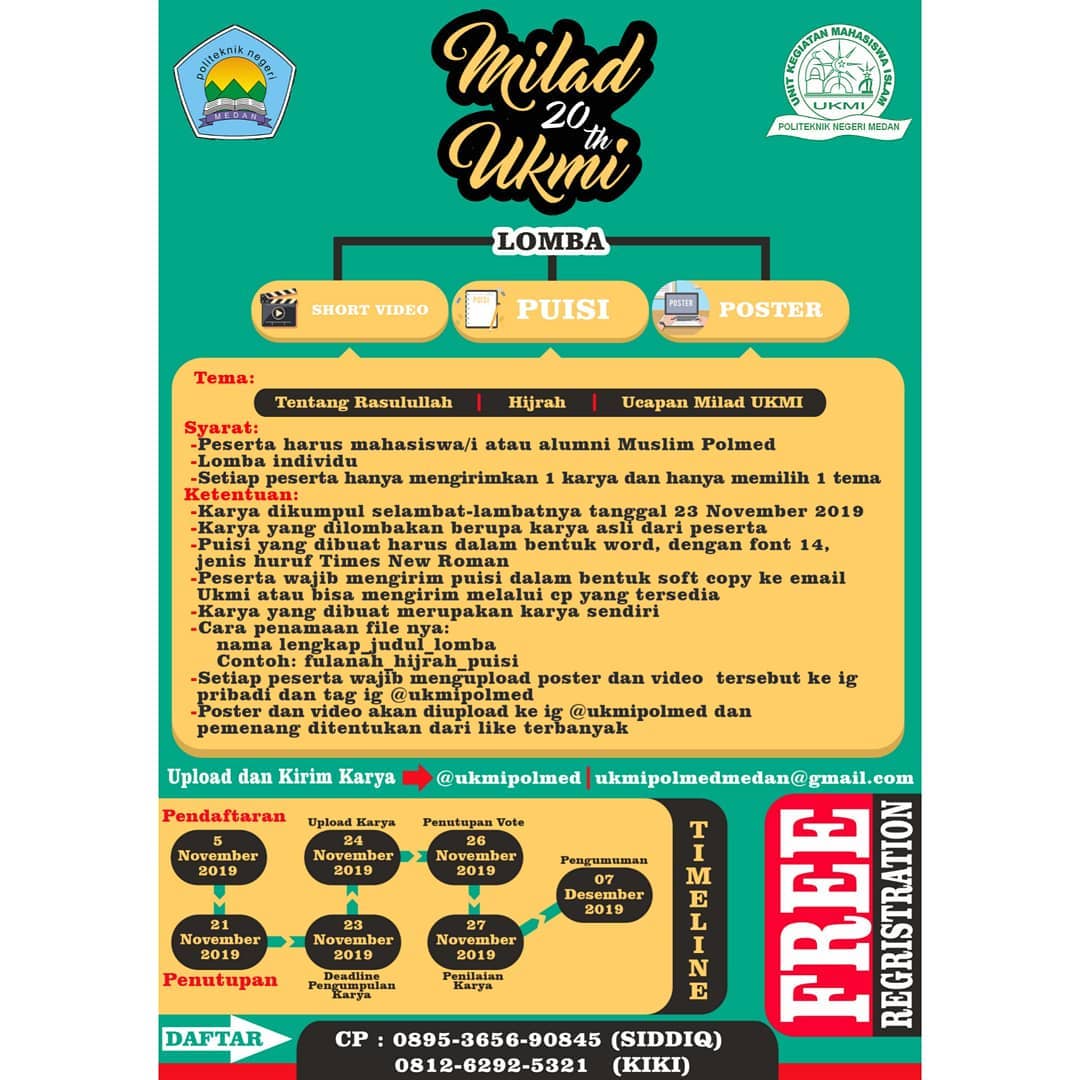 politeknik negeri
MEDAN
Milad
20th
Ukmi
UNIT KEGIATAN MAHASISWA ISLAM
UKMI
POLITEKNIK NEGERI MEDAN
LOMBA
SHORT VIDEO
PUISI
PUISI
POSTER
POSTER
Tema:
Tentang Rasulullah | Hijrah | Ucapan Milad UKMI
Syarat:
-Peserta harus mahasiswa/i atau alumni Muslim Polmed
-Lomba individu
-Setiap peserta hanya mengirimkan 1 karya dan hanya memilih 1 tema
Ketentuan:
-Karya dikumpul selambat-lambatnya tanggal 23 November 2019
-Karya yang dilombakan berupa karya asli dari peserta
-Puisi yang dibuat harus dalam bentuk word, dengan font 14,
jenis huruf Times New Roman
-Peserta wajib mengirim puisi dalam bentuk soft copy ke email
Ukmi atau bisa mengirim melalui cp yang tersedia
-Karya yang dibuat merupakan karya sendiri
-Cara penamaan file nya:
nama lengkap_judul_lomba
Contoh: fulanah_hijrah_puisi
-Setiap peserta wajib mengupload poster dan video tersebut ke ig
pribadi dan tag ig @ukmipolmed
-Poster dan video akan diupload ke ig @ukmipolmed dan
pemenang ditentukan dari like terbanyak
Upload dan Kirim Karya @ukmipolmed | ukmipolmedmedan@gmail.com
Pendaftaran
5
November
2019
21
November
2019
Penutupan
23
November
2019
Deadline
Pengumpulan
Karya
Upload Karya
24
November
2019
Penutupan Vote
26
November
2019
27
November
2019
Penilaian
Karya
Pengumuman
07
Desember
2019
TIMELINE
FREE
REGRISTRATION
DAFTAR
CP : 0895-3656-90845 (SIDDIQ)
0812-6292-5321 (KIKI)